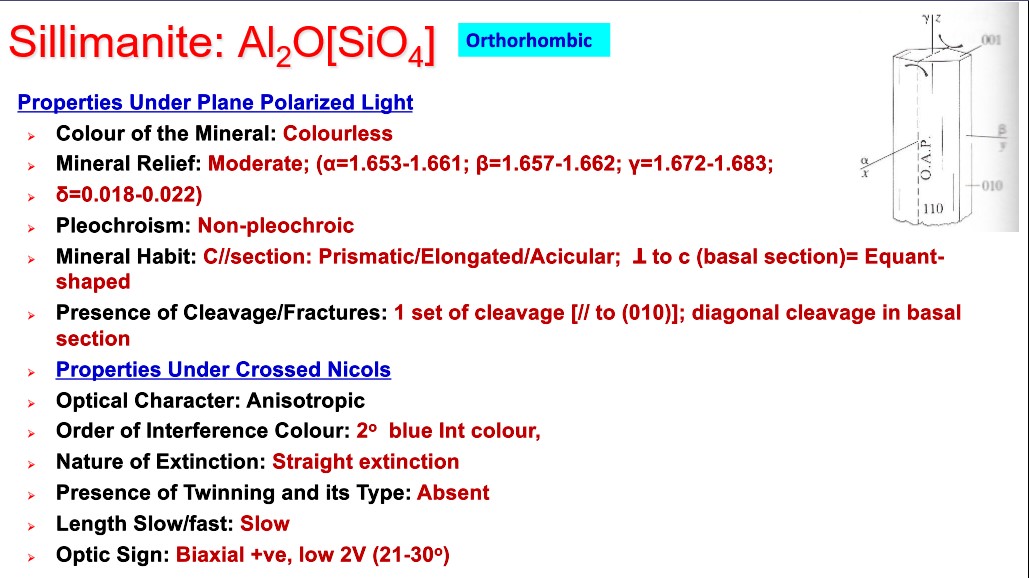 Sillimanite: Al₂O[SiO₄]
Orthorhombic
Properties Under Plane Polarized Light
➢ Colour of the Mineral: Colourless
➢ Mineral Relief: Moderate; (α=1.653-1.661; β=1.657-1.662; γ=1.672-1.683;
➢ δ=0.018-0.022)
➢ Pleochroism: Non-pleochroic
➢ Mineral Habit: C//section: Prismatic/Elongated/Acicular; ⊥ to c (basal section)= Equant-
shaped
➢ Presence of Cleavage/Fractures: 1 set of cleavage [// to (010)]; diagonal cleavage in basal
section
➢ Properties Under Crossed Nicols
➢ Optical Character: Anisotropic
➢ Order of Interference Colour: 2º blue Int colour,
➢ Nature of Extinction: Straight extinction
➢ Presence of Twinning and its Type: Absent
➢ Length Slow/fast: Slow
➢ Optic Sign: Biaxial +ve, low 2V (21-30º)
γ z
001
β
y
α
x
O.A.P.
010
110